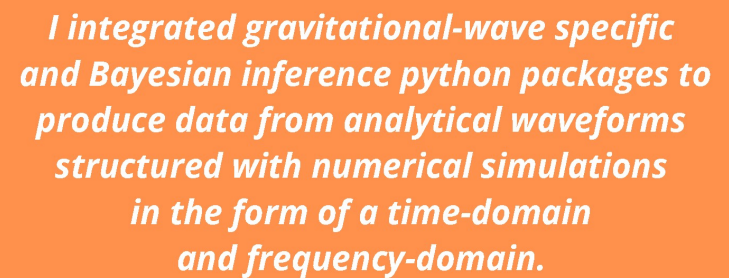 I integrated gravitational-wave specific
and Bayesian inference python packages to
produce data from analytical waveforms
structured with numerical simulations
in the form of a time-domain
and frequency-domain.